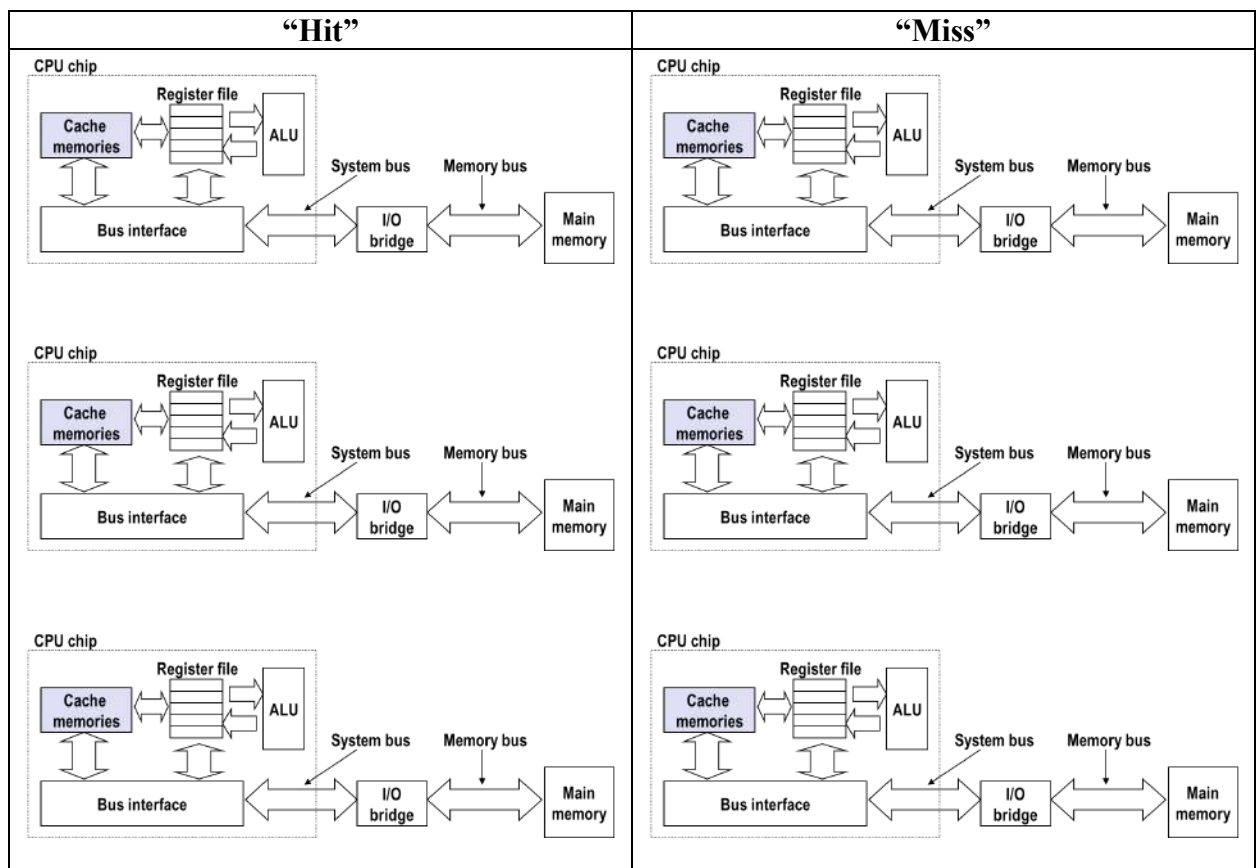 “Hit”
“Miss”
CPU chip
Register file
Cache
memories
ALU
System bus
Memory bus
Bus interface
I/O
bridge
Main
memory
CPU chip
Register file
Cache
memories
ALU
System bus
Memory bus
Bus interface
I/O
bridge
Main
memory
CPU chip
Register file
Cache
memories
ALU
System bus
Memory bus
Bus interface
I/O
bridge
Main
memory
CPU chip
Register file
Cache
memories
ALU
System bus
Memory bus
Bus interface
I/O
bridge
Main
memory
CPU chip
Register file
Cache
memories
ALU
System bus
Memory bus
Bus interface
I/O
bridge
Main
memory
CPU chip
Register file
Cache
memories
ALU
System bus
Memory bus
Bus interface
I/O
bridge
Main
memory